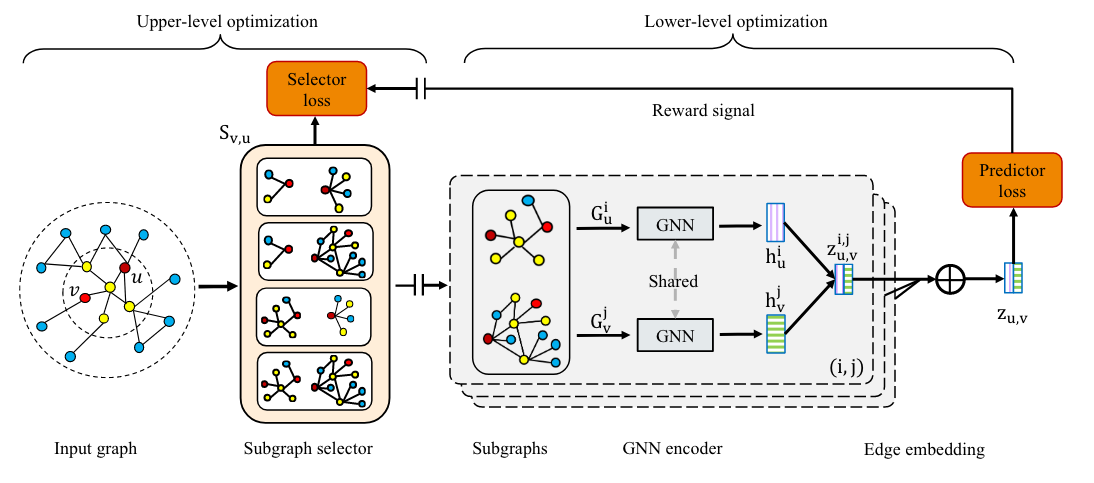 Upper-level optimization
Lower-level optimization
Selector
loss
Reward signal
S_{v,u}
Predictor
loss
G_u^i
GNN
h_u^i
z_{u,v}^{i,j}
u
v
Shared
G_v^j
GNN
h_v^j
z_{u,v}
(i, j)
Input graph
Subgraph selector
Subgraphs
GNN encoder
Edge embedding